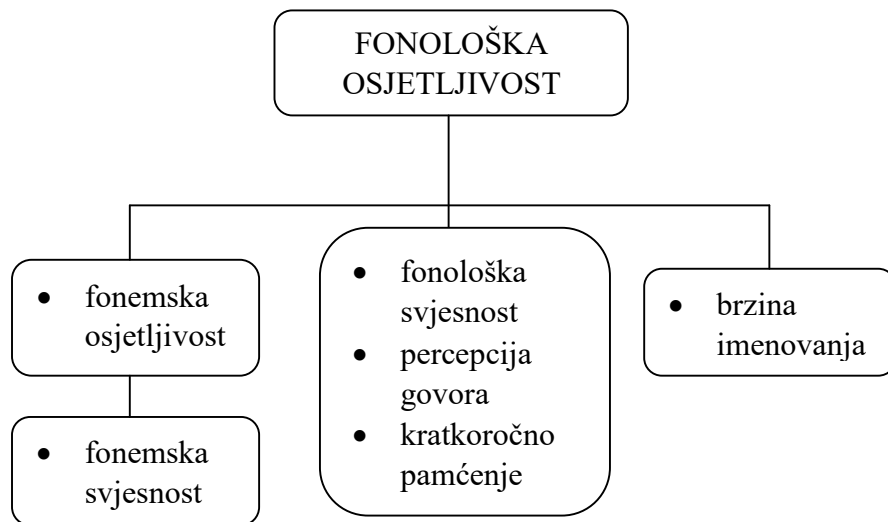 FONOLOŠKA
OSJETLJIVOST
• fonemska
osjetljivost
• fonemska
svjesnost
• fonološka
svjesnost
• percepcija
govora
• kratkoročno
pamćenje
• brzina
imenovanja